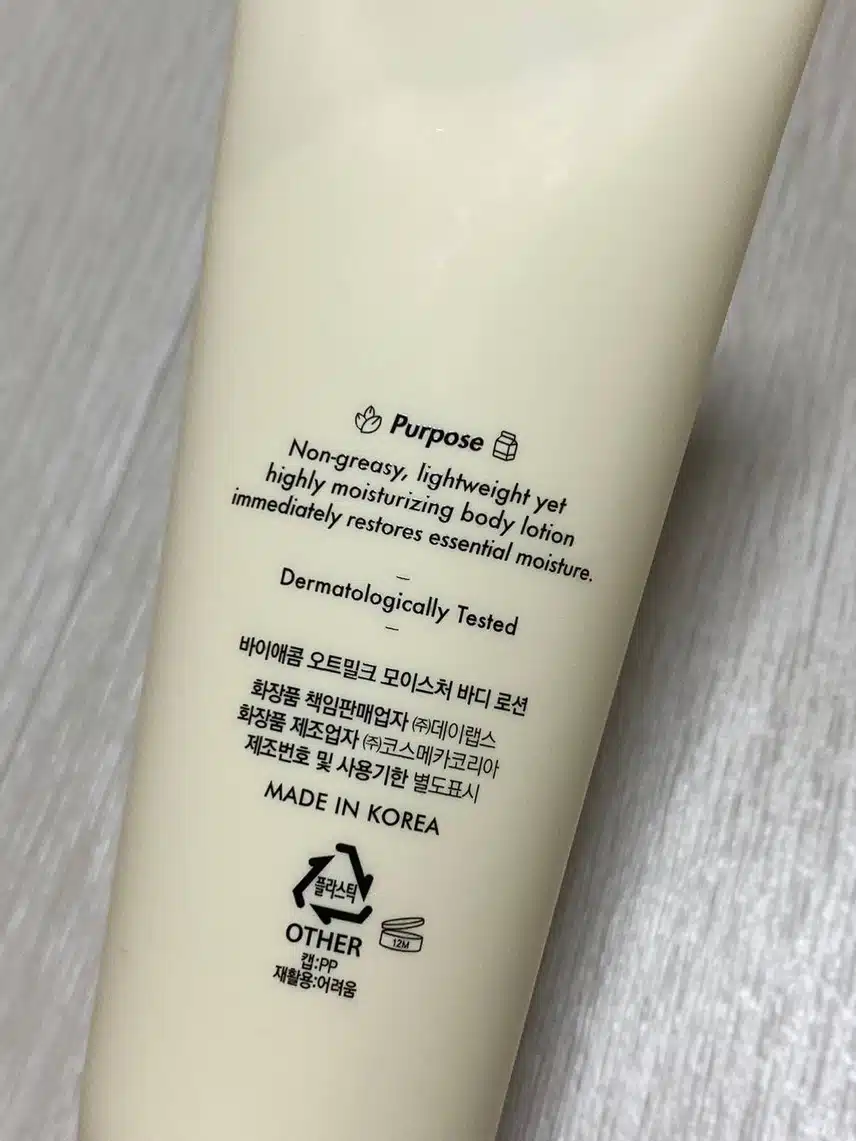 Purpose
Non-greasy, lightweight yet
highly moisturizing body lotion
immediately restores essential moisture.
Dermatologically Tested
바이애콤 오트밀크 모이스처 바디 로션
화장품 책임판매업자 ㈜데이랩스
화장품 제조업자 ㈜코스메카코리아
제조번호 및 사용기한 별도표시
MADE IN KOREA
플라스틱
OTHER
12M
캡:PP
재활용:어려움